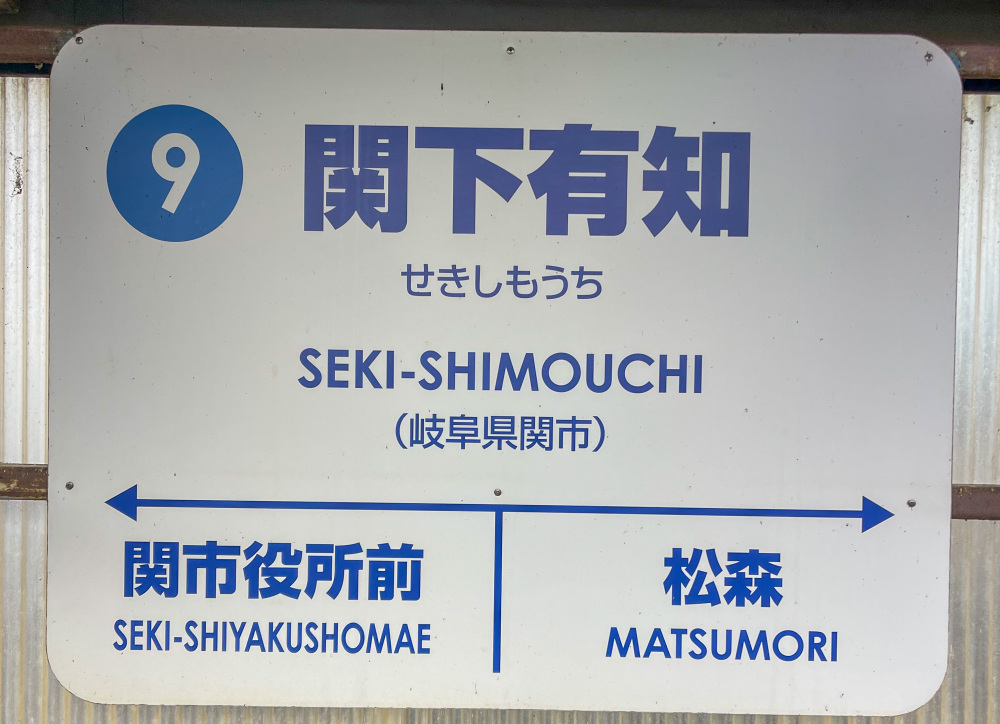 9 関下有知
せきしもうち
SEKI-SHIMOUCHI
（岐阜県関市）
関市役所前 松森
SEKI-SHIYAKUSHOMAE MATSUMORI